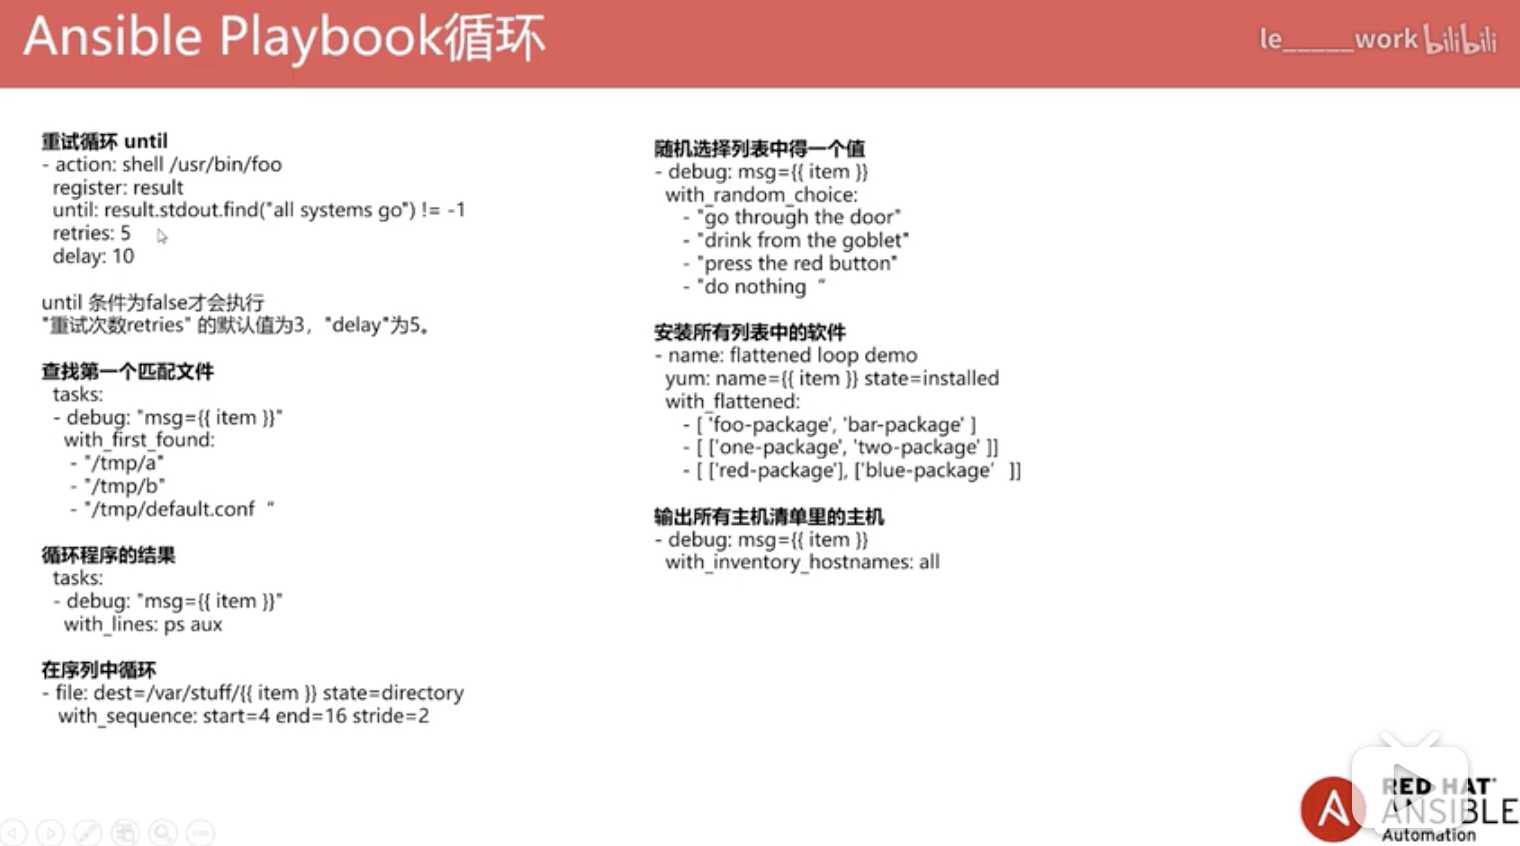 Ansible Playbook循环
le_____work bilibili
重试循环 until
- action: shell /usr/bin/foo
register: result
until: result.stdout.find("all systems go") != -1
retries: 5
delay: 10
until 条件为false才会执行
"重试次数retries" 的默认值为3，"delay"为5。
查找第一个匹配文件
tasks:
- debug: "msg={{ item }}"
with_first_found:
- "/tmp/a"
- "/tmp/b"
- "/tmp/default.conf “
循环程序的结果
tasks:
- debug: "msg={{ item }}"
with_lines: ps aux
在序列中循环
- file: dest=/var/stuff/{{ item }} state=directory
with_sequence: start=4 end=16 stride=2
随机选择列表中得一个值
- debug: msg={{ item }}
with_random_choice:
- "go through the door"
- "drink from the goblet"
- "press the red button"
- "do nothing “
安装所有列表中的软件
- name: flattened loop demo
yum: name={{ item }} state=installed
with_flattened:
- [ 'foo-package', 'bar-package' ]
- [ ['one-package', 'two-package' ]]
- [ ['red-package'], ['blue-package’ ]]
输出所有主机清单里的主机
- debug: msg={{ item }}
with_inventory_hostnames: all
RED HAT
ANSIBLE
Automation